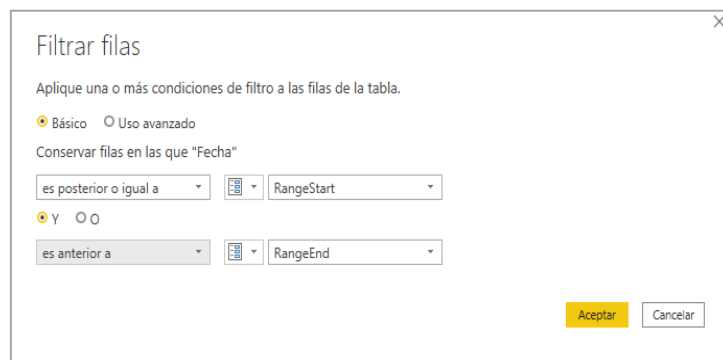 Filtrar filas
Aplique una o más condiciones de filtro a las filas de la tabla.
Básico Uso avanzado
Conservar filas en las que "Fecha"
es posterior o igual a RangeStart
Y O
es anterior a RangeEnd
Aceptar Cancelar